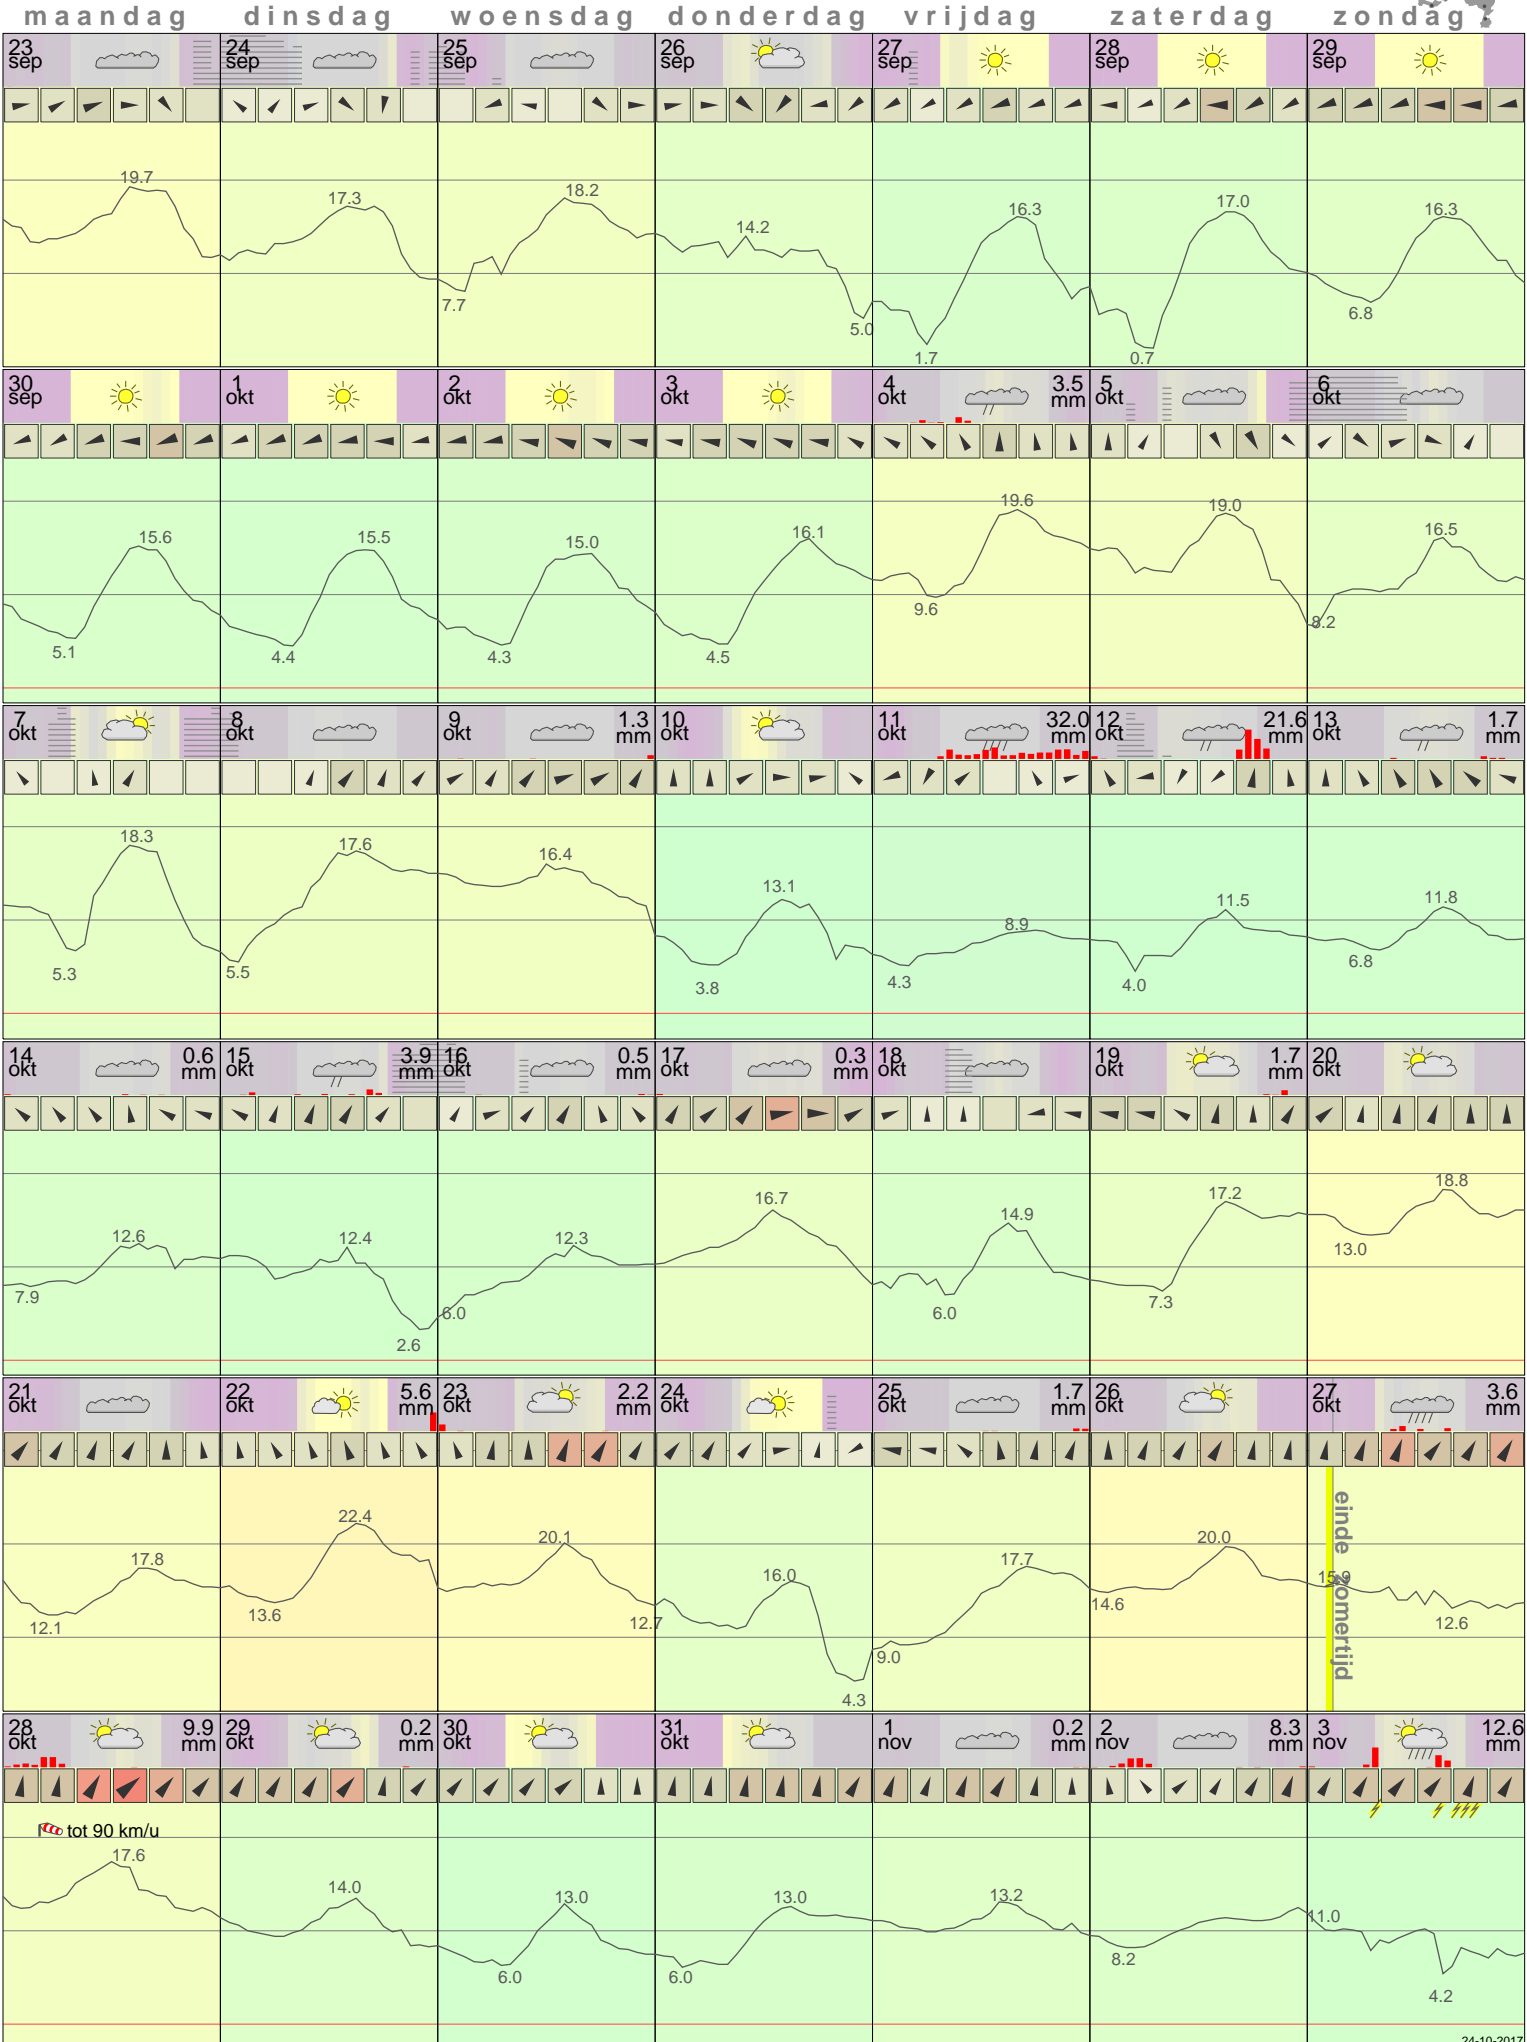 maandag dinsdag woensdag donderdag vrijdag zaterdag zondag
23 24 25 26 27 28 29
sep sep sep sep sep sep sep
19.7 17.3 18.2 14.2 16.3 17.0 16.3
7.7 5.0 1.7 0.7 6.8
30 1 2 3 4 3.5 5 6
sep okt okt okt okt mm okt okt
15.6 15.5 15.0 16.1 19.6 19.0 16.5
5.1 4.4 4.3 4.5 9.6 8.2
7 8 9 1.3 10 11 32.0 12 21.6 13 1.7
okt okt okt mm okt okt mm okt mm okt mm
18.3 17.6 16.4 13.1 8.9 11.5 11.8
5.3 5.5 3.8 4.3 4.0 6.8
14 0.6 15 3.9 16 0.5 17 0.3 18 19 1.7 20
okt mm okt mm okt mm okt mm okt okt mm okt
12.6 12.4 12.3 16.7 14.9 17.2 18.8
7.9 2.6 6.0 6.0 7.3 13.0
21 22 5.6 23 2.2 24 25 1.7 26 27 3.6
okt okt mm okt mm okt okt mm okt okt mm
einde zomertijd
17.8 22.4 20.1 16.0 17.7 20.0 15.9
12.1 13.6 12.7 4.3 9.0 14.6 12.6
28 9.9 29 0.2 30 31 1 0.2 2 8.3 3 12.6
okt mm okt mm okt okt nov mm nov mm nov mm
tot 90 km/u
17.6 14.0 13.0 13.0 13.2 11.0
6.0 6.0 8.2 4.2
24-10-2017